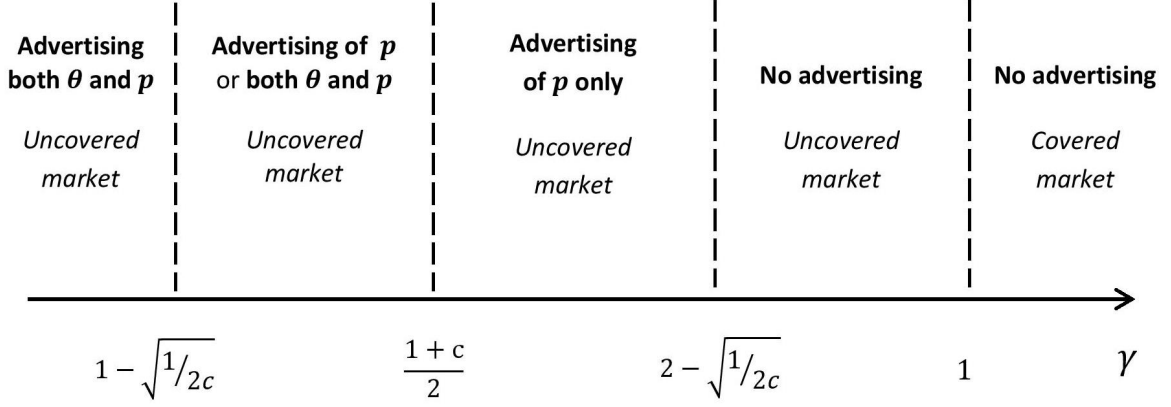 Advertising
both θ and p
Uncovered
market
Advertising of p
or both θ and p
Uncovered
market
Advertising
of p only
Uncovered
market
No advertising
Uncovered
market
No advertising
Covered
market
1 − √1/2c
1 + c
2
2 − √1/2c
1
γ